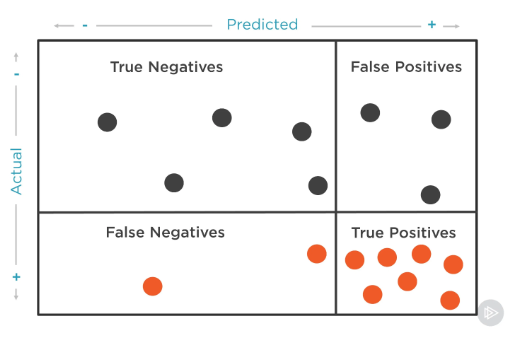 - Predicted +
True Negatives
False Positives
-
Actual
+
False Negatives
True Positives